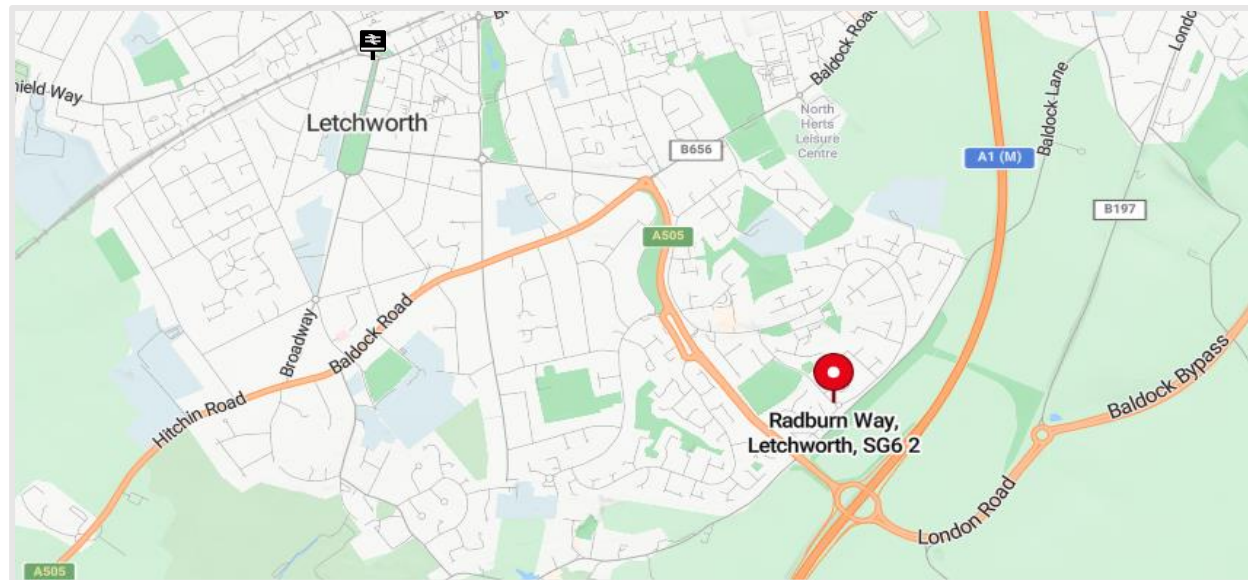 hield Way
Letchworth
Baldock Road
North
Herts
Leisure
Centre
B656
Baldock Lane
A1 (M)
B197
A505
Broadway
Baldock Road
Hitchin Road
Radburn Way,
Letchworth, SG6 2
Baldock Bypass
London Road
A505